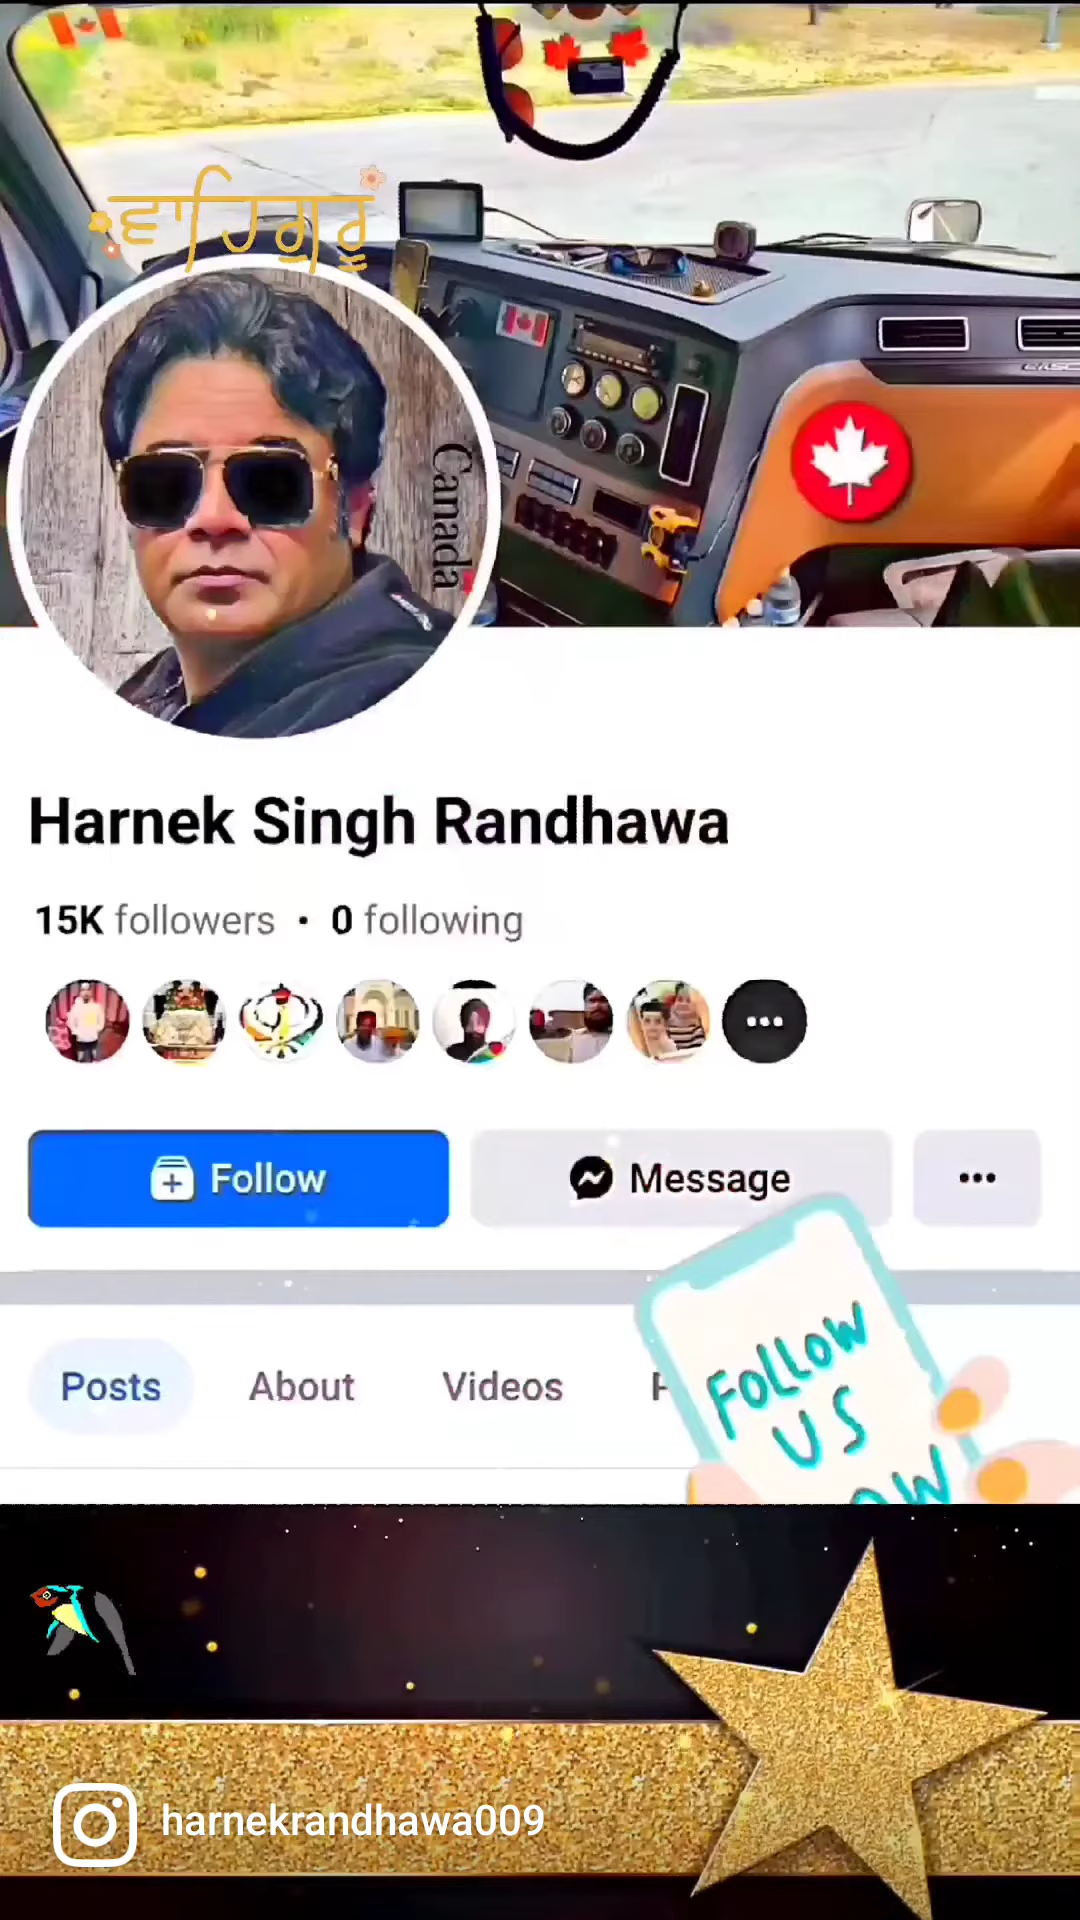 ਵਾਹਿਗੁਰੂ
Canada
Harnek Singh Randhawa
15K followers • 0 following
Follow
Message
Posts
About
Videos
FOLLOW
US
harnekrandhawa009